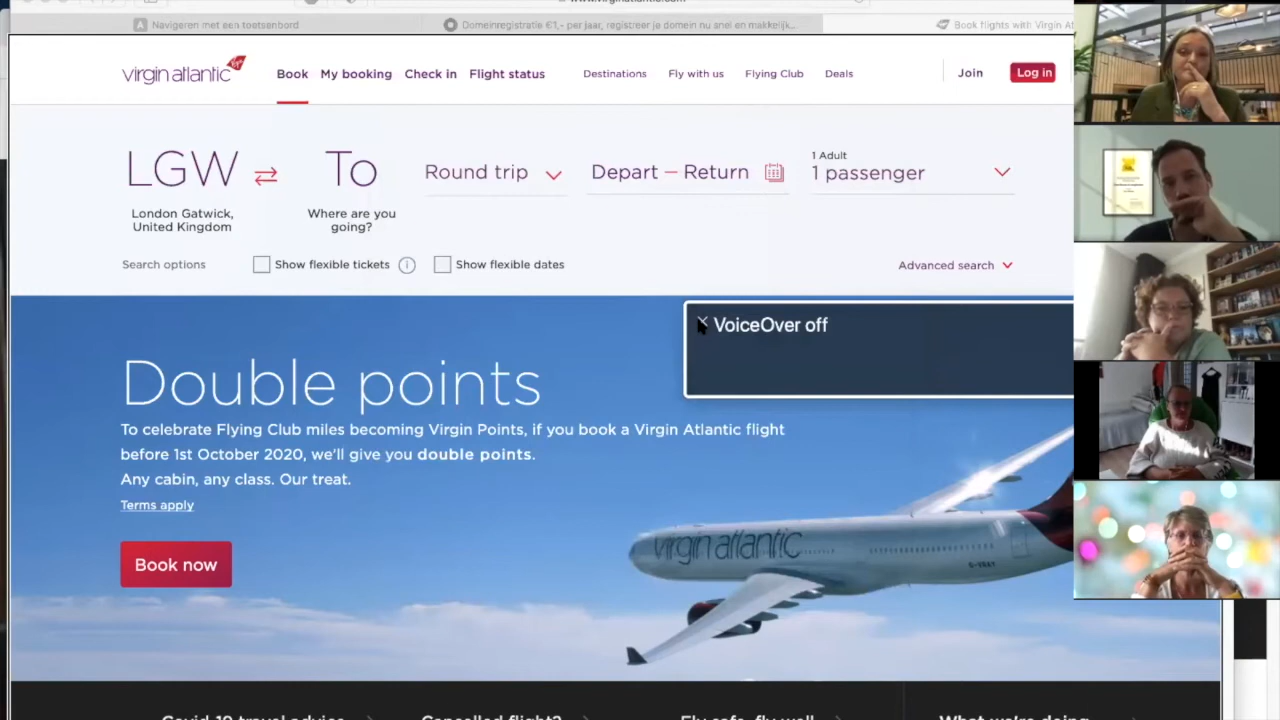 www.virginatlantic.com
Navigeren met een toetsenbord
Domeinregistratie €1,- per jaar, registreer je domein nu snel en makkelijk...
Book flights with Virgin At
virgin atlantic
Book
My booking
Check in
Flight status
Destinations
Fly with us
Flying Club
Deals
Join
Log in
LGW
To
Round trip
Depart — Return
1 Adult
1 passenger
London Gatwick,
United Kingdom
Where are you
going?
Search options
Show flexible tickets
Show flexible dates
Advanced search
VoiceOver off
Double points
To celebrate Flying Club miles becoming Virgin Points, if you book a Virgin Atlantic flight
before 1st October 2020, we'll give you double points.
Any cabin, any class. Our treat.
Terms apply
Book now
virgin atlantic
Covid-19 travel advice
Cancelled flight?
Fly safe, fly well
What we're doing